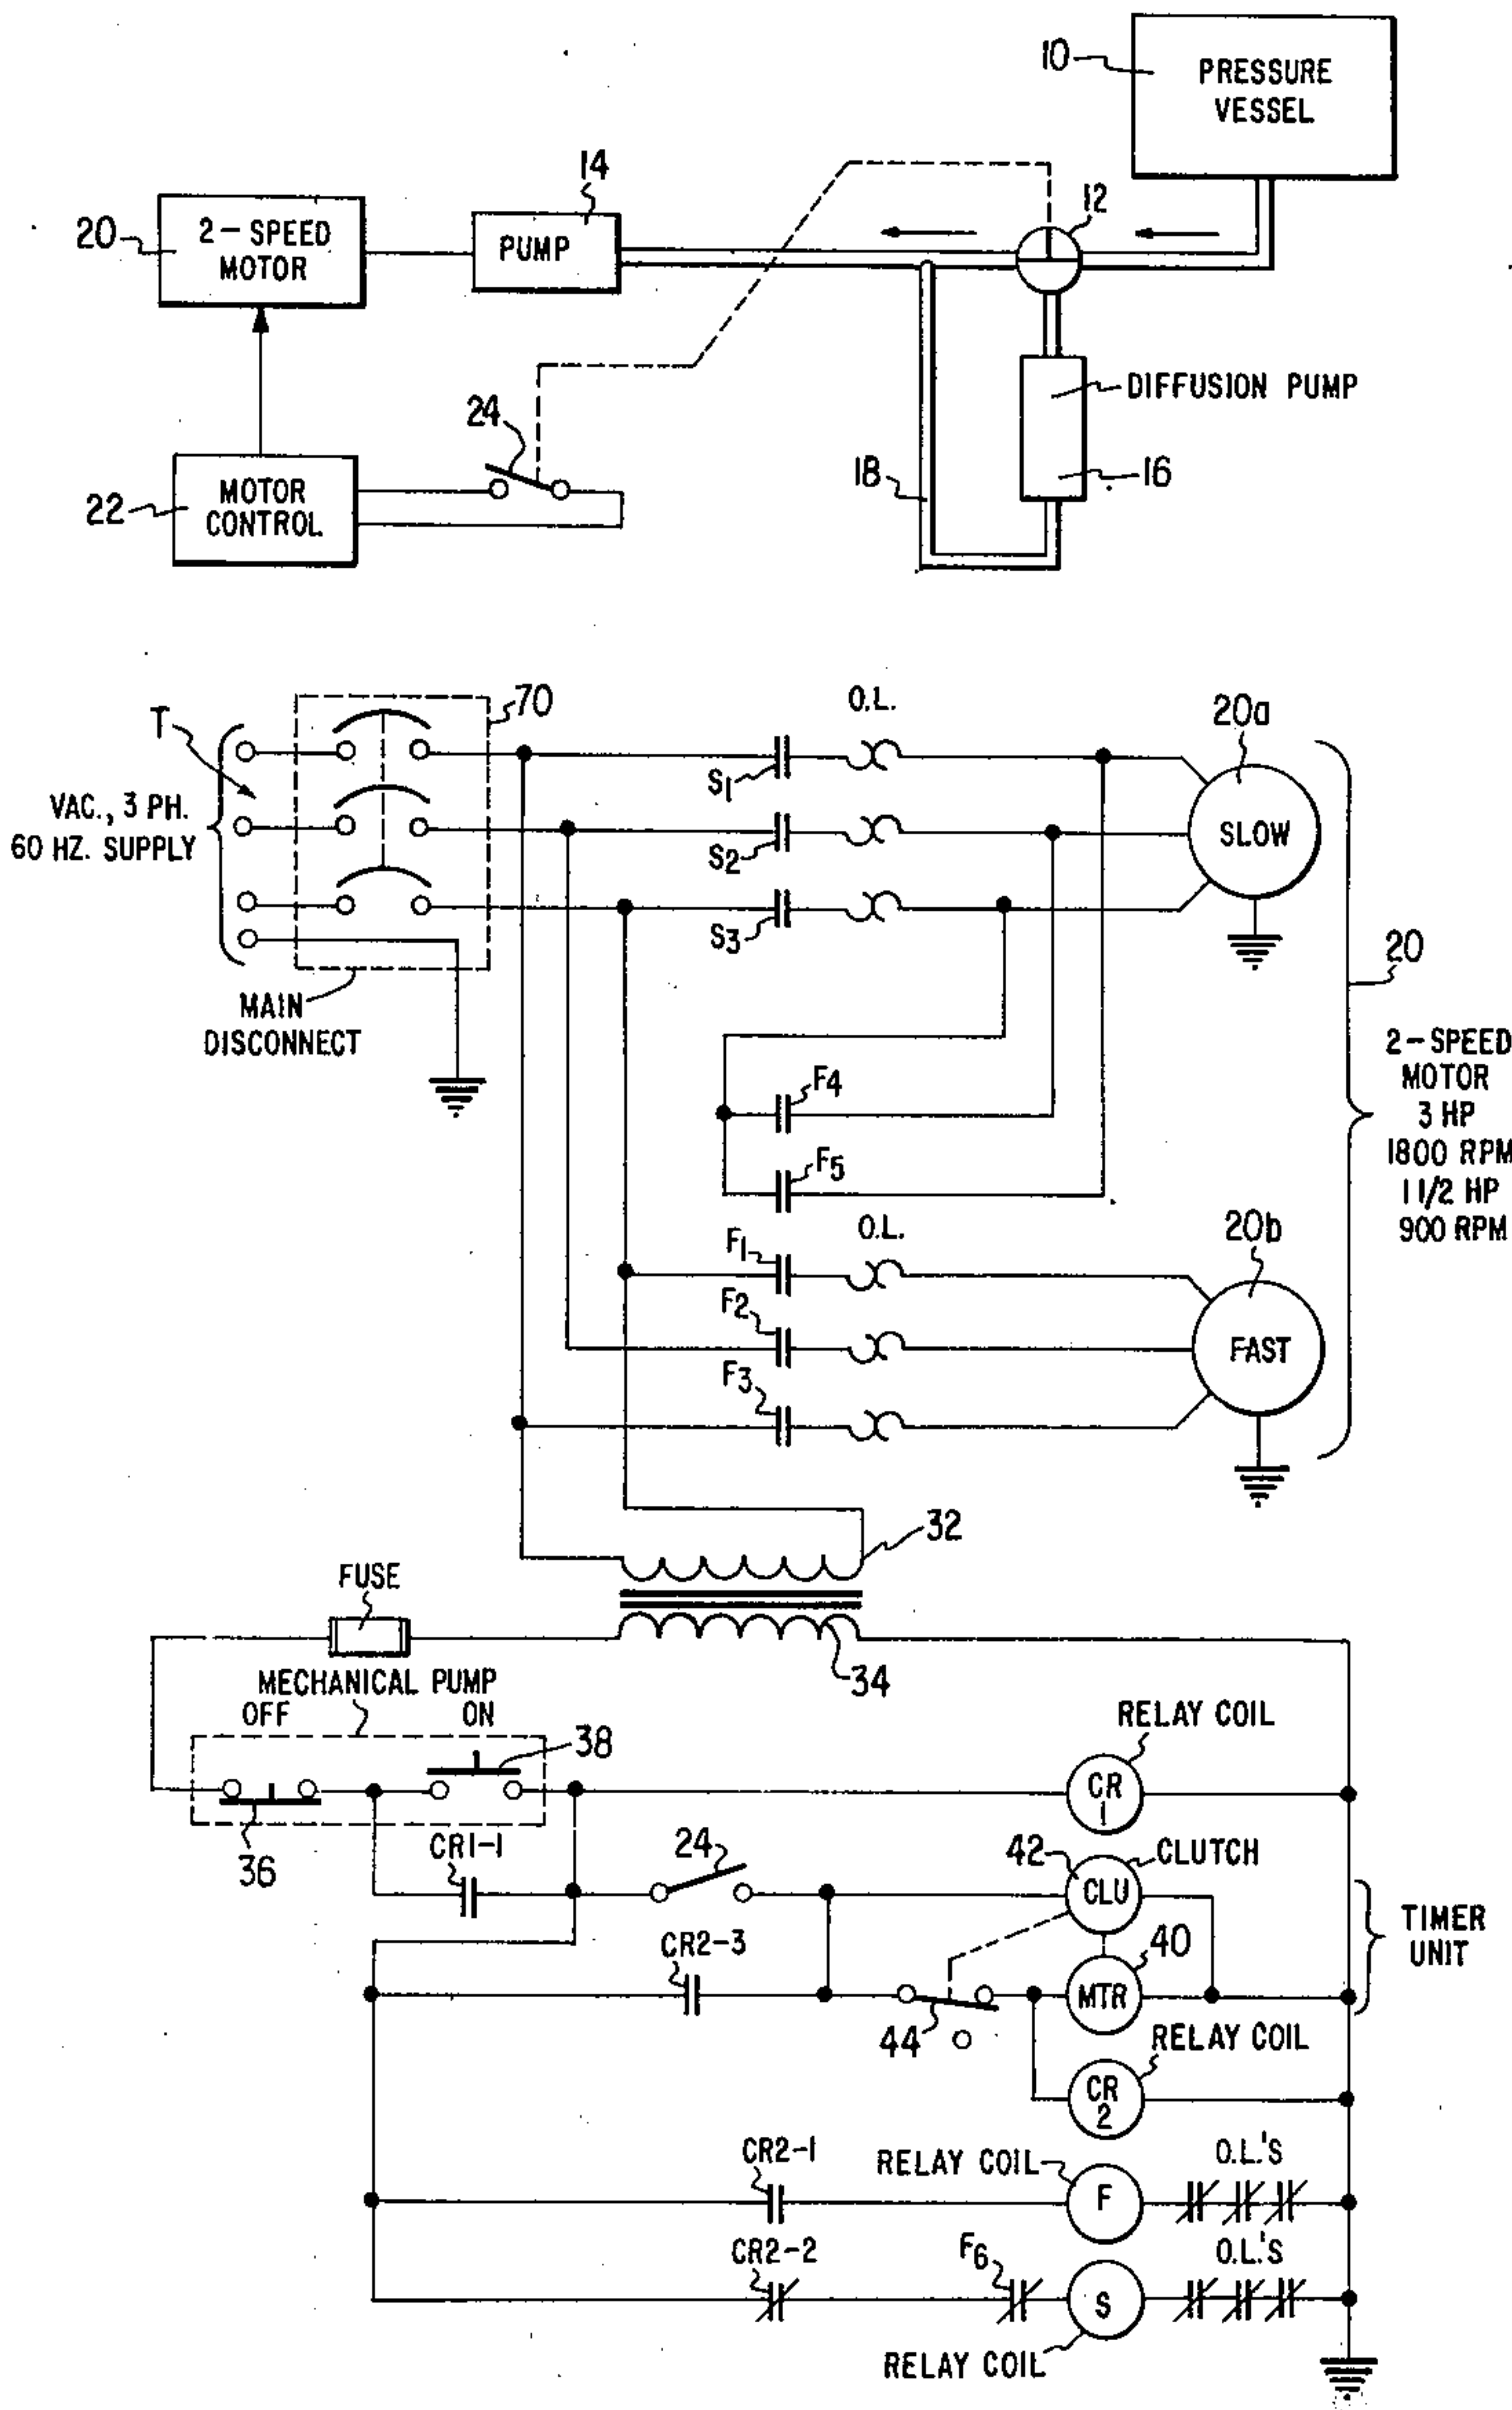 10
PRESSURE
VESSEL
14
12
20
2-SPEED
MOTOR
PUMP
24
DIFFUSION PUMP
18
16
22
MOTOR
CONTROL
70
O.L.
20a
T
S1
VAC., 3 PH.
60 HZ. SUPPLY
SLOW
S2
S3
20
MAIN
DISCONNECT
2-SPEED
MOTOR
3 HP
1800 RPM
1 1/2 HP
900 RPM
F4
F5
O.L.
20b
F1
F2
FAST
F3
32
FUSE
MECHANICAL PUMP
OFF ON
34
RELAY COIL
38
CR
1
36
CR1-1
24
42
CLUTCH
CLU
TIMER
UNIT
CR2-3
40
MTR
44
RELAY COIL
CR
2
CR2-1
RELAY COIL
F
O.L.'S
CR2-2
F6
O.L.'S
S
RELAY COIL